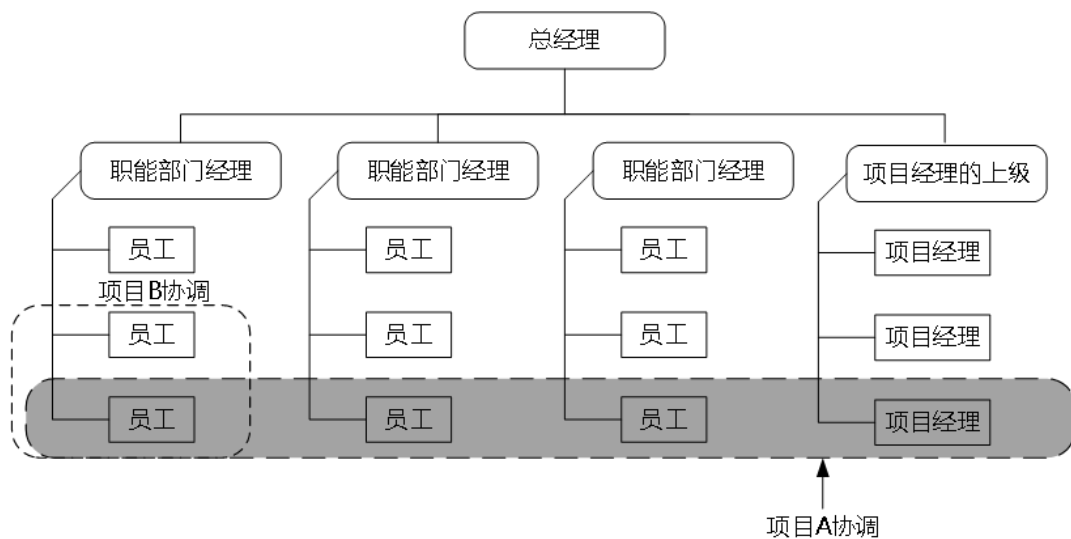 总经理
职能部门经理
职能部门经理
职能部门经理
项目经理的上级
员工
员工
员工
项目经理
项目B协调
员工
员工
员工
项目经理
员工
员工
员工
项目经理
项目A协调